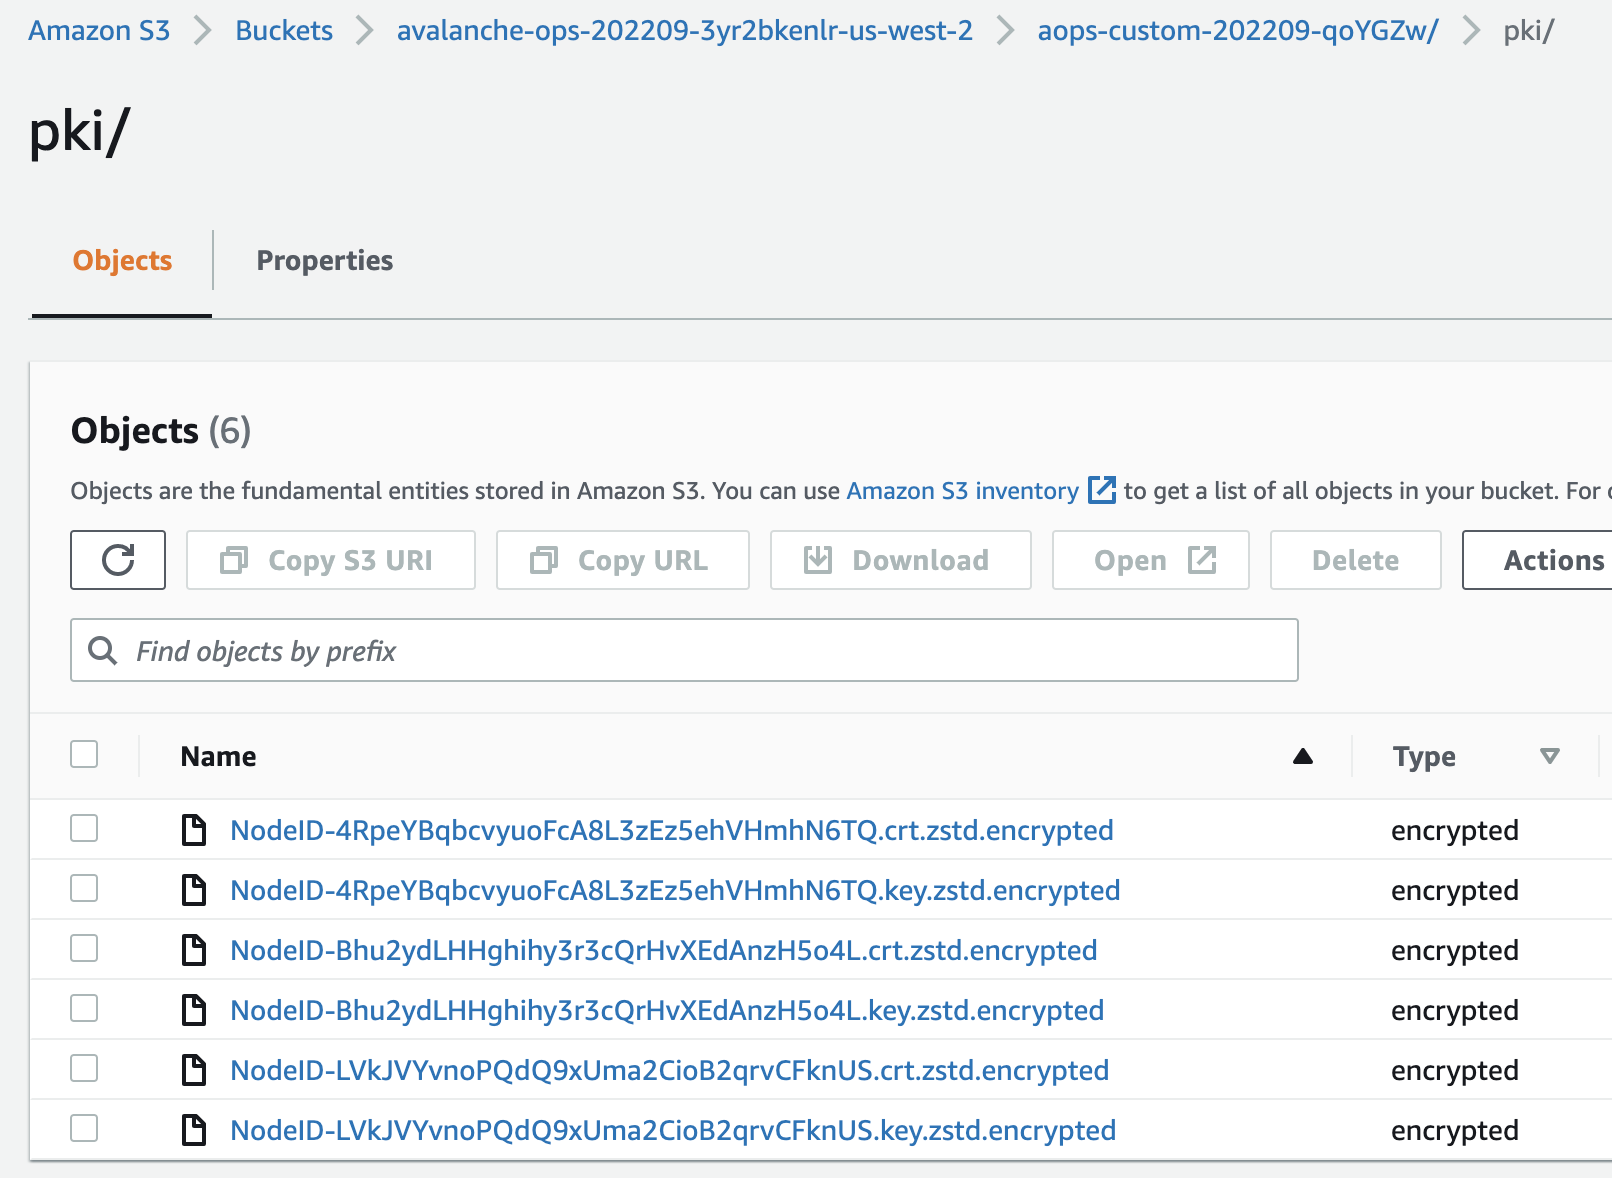 Amazon S3 > Buckets > avalanche-ops-202209-3yr2bkenlr-us-west-2 > aops-custom-202209-qoYGZw/ > pki/
pki/
Objects Properties
Objects (6)
Objects are the fundamental entities stored in Amazon S3. You can use Amazon S3 inventory to get a list of all objects in your bucket. For
Copy S3 URI Copy URL Download Open Delete Actions
Find objects by prefix
Name Type
NodeID-4RpeYBqbcvyuoFcA8L3zEz5ehVHmhN6TQ.crt.zstd.encrypted encrypted
NodeID-4RpeYBqbcvyuoFcA8L3zEz5ehVHmhN6TQ.key.zstd.encrypted encrypted
NodeID-Bhu2ydLHHghihy3r3cQrHvXEdAnzH5o4L.crt.zstd.encrypted encrypted
NodeID-Bhu2ydLHHghihy3r3cQrHvXEdAnzH5o4L.key.zstd.encrypted encrypted
NodeID-LVkJVYvnoPQdQ9xUma2CioB2qrvCFknUS.crt.zstd.encrypted encrypted
NodeID-LVkJVYvnoPQdQ9xUma2CioB2qrvCFknUS.key.zstd.encrypted encrypted